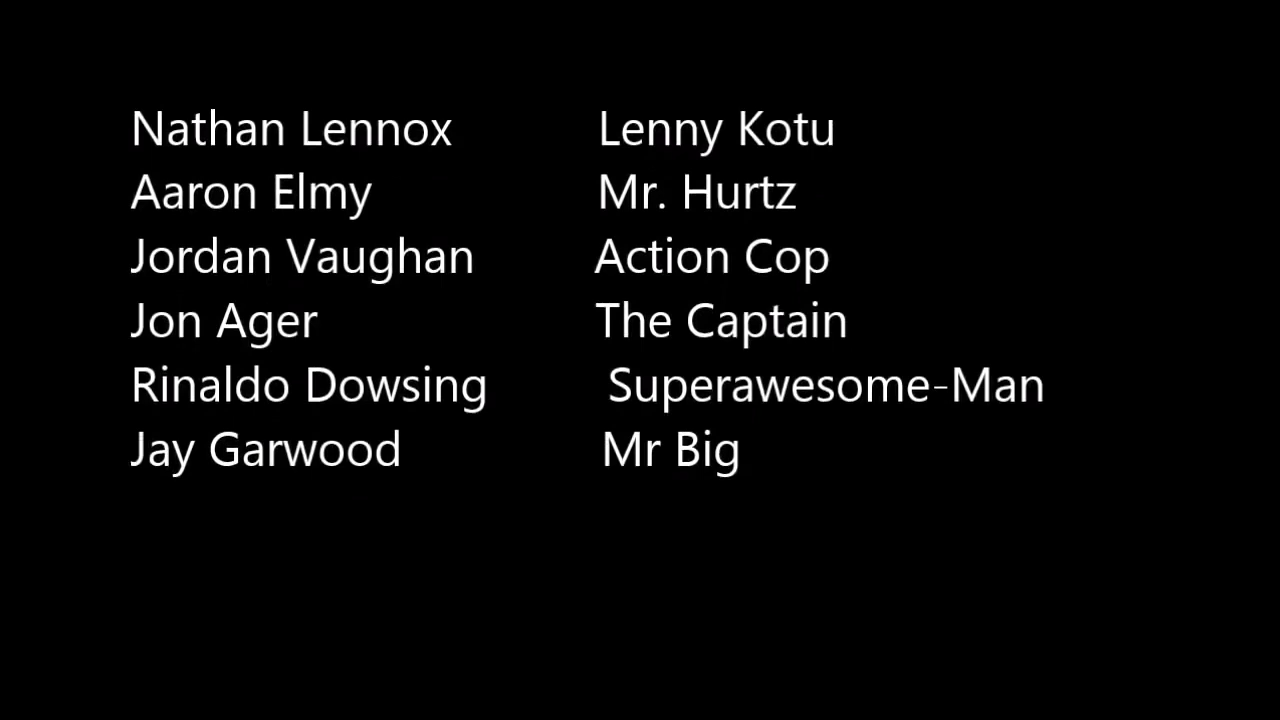 Nathan Lennox Lenny Kotu
Aaron Elmy Mr. Hurtz
Jordan Vaughan Action Cop
Jon Ager The Captain
Rinaldo Dowsing Superawesome-Man
Jay Garwood Mr Big